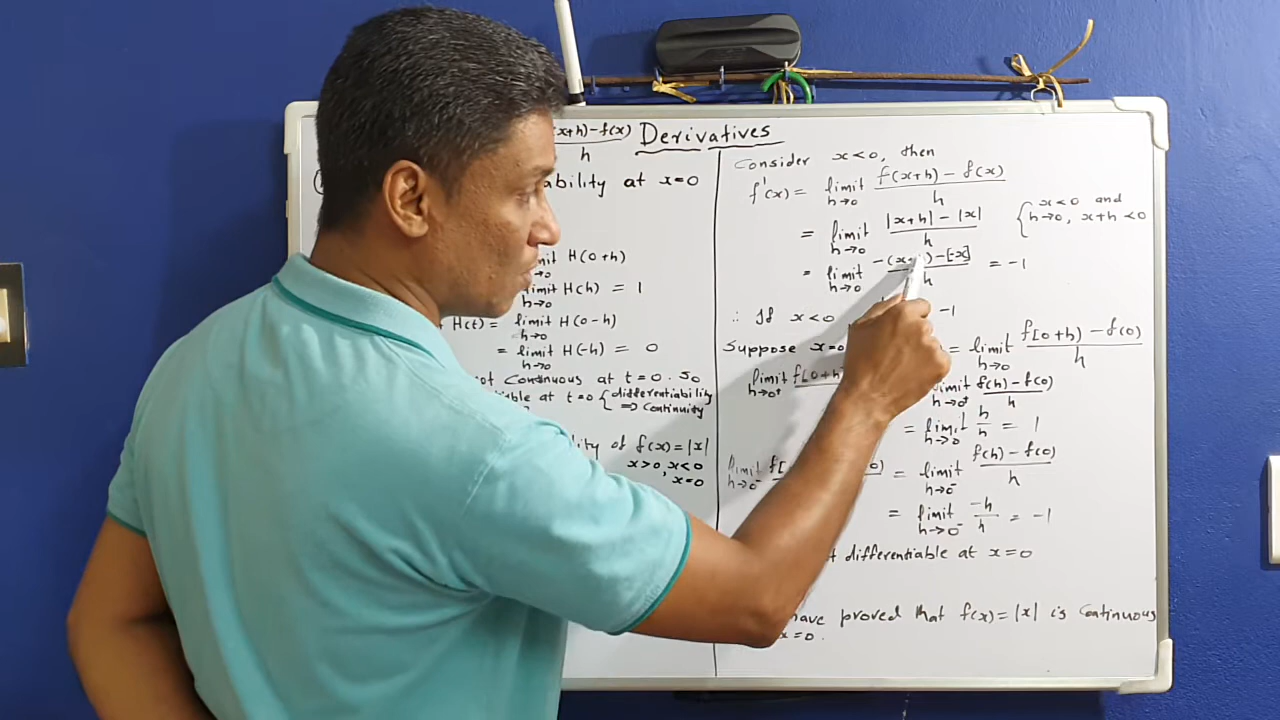 (x+h) - f(x) Derivatives
h
ability at x=0
limit H(0+h)
h→0
limit H(h) = 1
h→0
H(t) = limit H(0-h)
h→0
= limit H(-h) = 0
h→0
not Continuous at t=0. So
able at t=0 { differentiability
⟹ Continuity
lity of f(x)=|x|
x>0, x<0
x=0
Consider x<0, then
f'(x) = limit f(x+h) - f(x)
h→0 h
= limit |x+h| - |x| { x<0 and
h→0 h h→0, x+h <0
= limit -(x+ ) - [-x] = -1
h→0 h
∴ If x<0 -1
Suppose x=0 = limit f[0+h) - f(0)
h→0 h
limit f[0+h) limit f(h) - f(0)
h→0⁺ h→0⁺ h
= limit h/h = 1
h→0
limit f[ 0) = limit f(h) - f(0)
h→0⁻ h→0⁻ h
= limit -h/h = -1
h→0⁻
t differentiable at x=0
have proved that f(x)=|x| is Continuous
x=0.